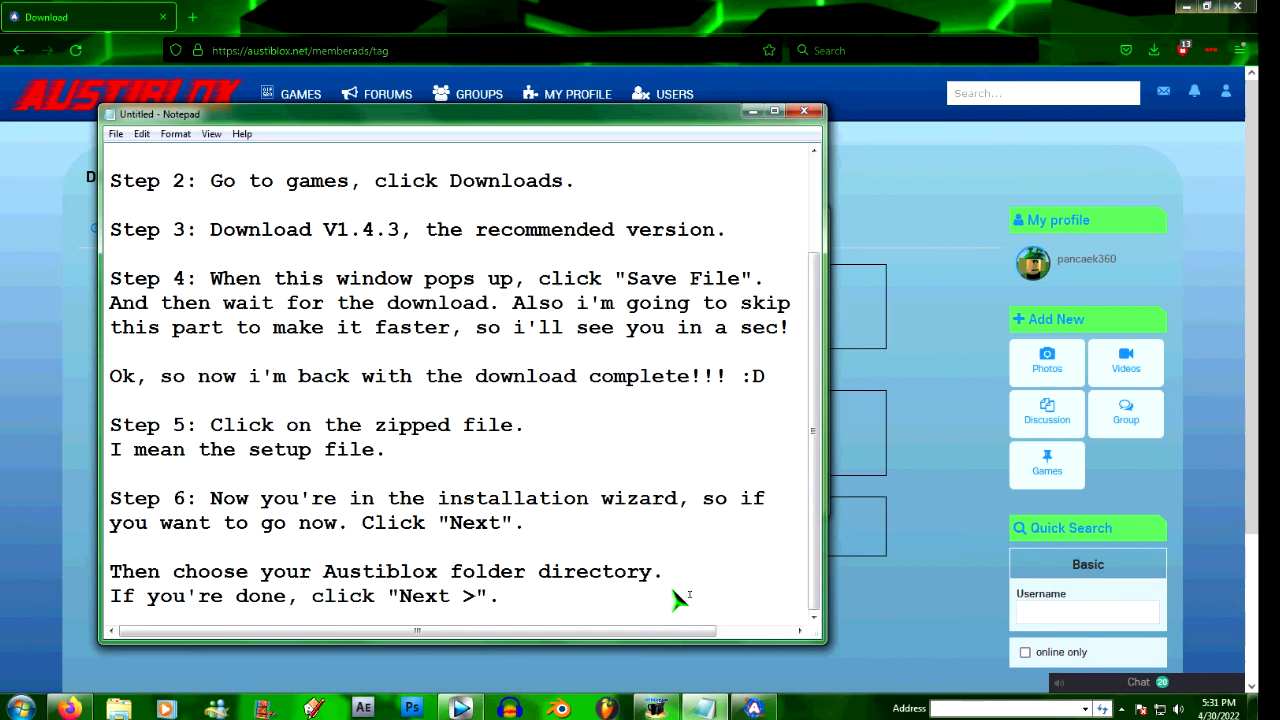 Download
https://austiblox.net/memberads/tag
Search
13
AUSTIBLOX
GAMES
FORUMS
GROUPS
MY PROFILE
USERS
Search...
Untitled - Notepad
File Edit Format View Help
D
Step 2: Go to games, click Downloads.
Step 3: Download V1.4.3, the recommended version.
Step 4: When this window pops up, click "Save File".
And then wait for the download. Also i'm going to skip
this part to make it faster, so i'll see you in a sec!
Ok, so now i'm back with the download complete!!! :D
Step 5: Click on the zipped file.
I mean the setup file.
Step 6: Now you're in the installation wizard, so if
you want to go now. Click "Next".
Then choose your Austiblox folder directory.
If you're done, click "Next >".
My profile
pancaek360
Add New
Photos
Videos
Discussion
Group
Games
Quick Search
Basic
Username
online only
Chat 20
AE
Ps
Address
5:31 PM
4/30/2022